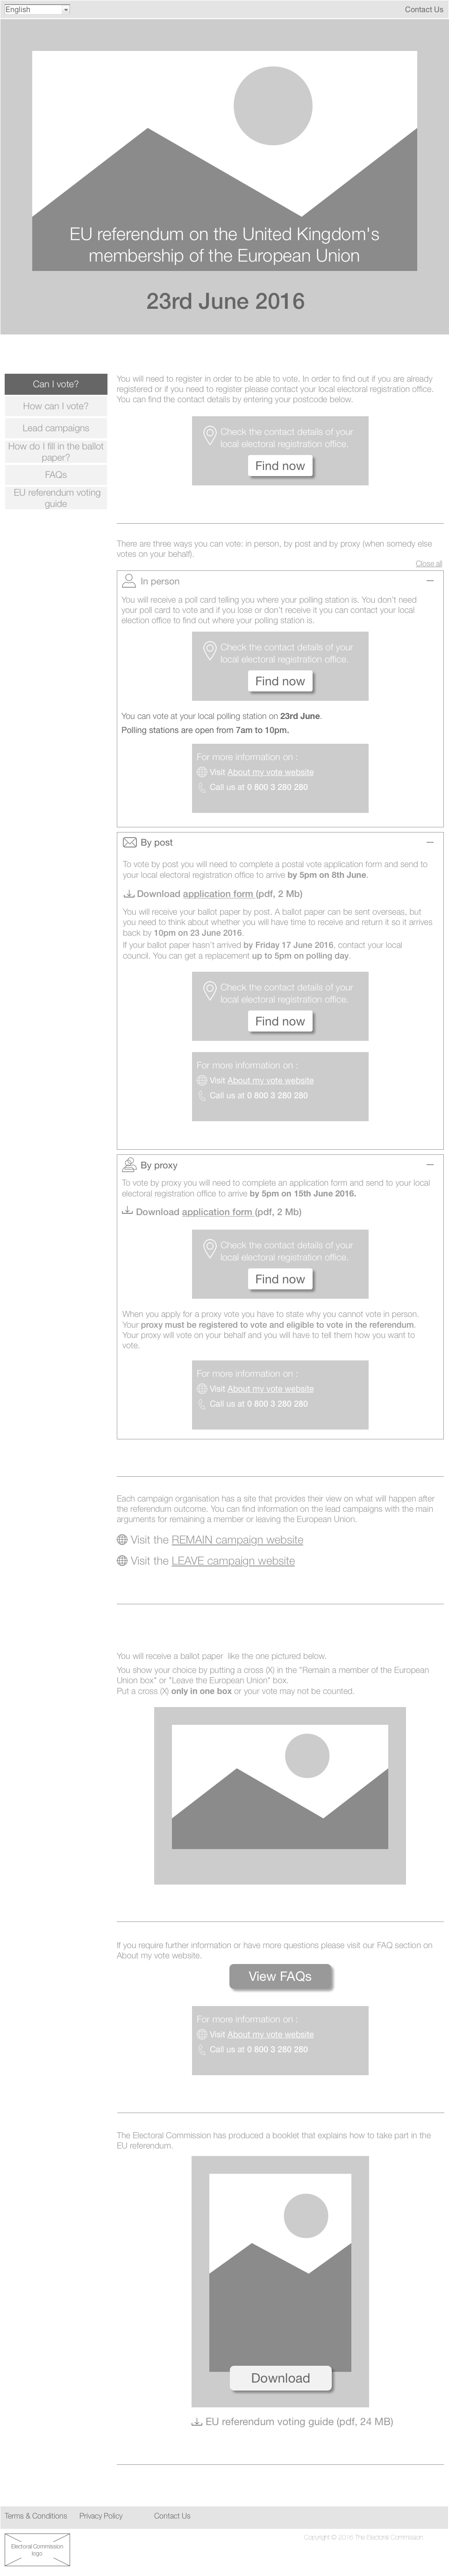 English
Contact Us
EU referendum on the United Kingdom's
membership of the European Union
23rd June 2016
Can I vote?
How can I vote?
Lead campaigns
How do I fill in the ballot
paper?
FAQs
EU referendum voting
guide
You will need to register in order to be able to vote. In order to find out if you are already
registered or if you need to register please contact your local electoral registration office.
You can find the contact details by entering your postcode below.
Check the contact details of your
local electoral registration office.
Find now
There are three ways you can vote: in person, by post and by proxy (when somedy else
votes on your behalf).
Close all
In person
You will receive a poll card telling you where your polling station is. You don't need
your poll card to vote and if you lose or don't receive it you can contact your local
election office to find out where your polling station is.
Check the contact details of your
local electoral registration office.
Find now
You can vote at your local polling station on 23rd June.
Polling stations are open from 7am to 10pm.
For more information on :
Visit About my vote website
Call us at 0 800 3 280 280
By post
To vote by post you will need to complete a postal vote application form and send to
your local electoral registration office to arrive by 5pm on 8th June.
Download application form (pdf, 2 Mb)
You will receive your ballot paper by post. A ballot paper can be sent overseas, but
you need to think about whether you will have time to receive and return it so it arrives
back by 10pm on 23 June 2016.
If your ballot paper hasn't arrived by Friday 17 June 2016, contact your local
council. You can get a replacement up to 5pm on polling day.
Check the contact details of your
local electoral registration office.
Find now
For more information on :
Visit About my vote website
Call us at 0 800 3 280 280
By proxy
To vote by proxy you will need to complete an application form and send to your local
electoral registration office to arrive by 5pm on 15th June 2016.
Download application form (pdf, 2 Mb)
Check the contact details of your
local electoral registration office.
Find now
When you apply for a proxy vote you have to state why you cannot vote in person.
Your proxy must be registered to vote and eligible to vote in the referendum.
Your proxy will vote on your behalf and you will have to tell them how you want to
vote.
For more information on :
Visit About my vote website
Call us at 0 800 3 280 280
Each campaign organisation has a site that provides their view on what will happen after
the referendum outcome. You can find information on the lead campaigns with the main
arguments for remaining a member or leaving the European Union.
Visit the REMAIN campaign website
Visit the LEAVE campaign website
You will receive a ballot paper like the one pictured below.
You show your choice by putting a cross (X) in the "Remain a member of the European
Union box" or "Leave the European Union" box.
Put a cross (X) only in one box or your vote may not be counted.
If you require further information or have more questions please visit our FAQ section on
About my vote website.
View FAQs
For more information on :
Visit About my vote website
Call us at 0 800 3 280 280
The Electoral Commission has produced a booklet that explains how to take part in the
EU referendum.
Download
EU referendum voting guide (pdf, 24 MB)
Terms & Conditions
Privacy Policy
Contact Us
Electoral Commission
logo
Copyright © 2016 The Electoral Commission